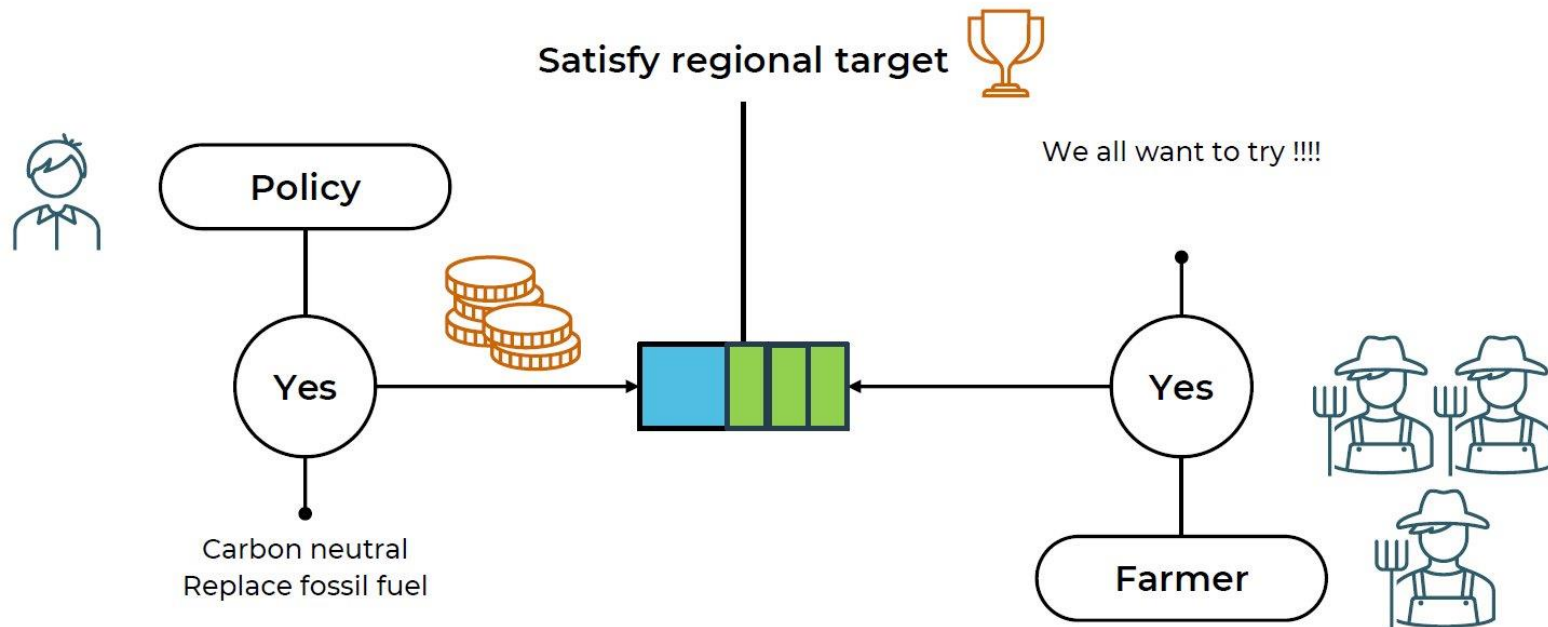 Satisfy regional target
We all want to try !!!!
Policy
Yes
Yes
Carbon neutral
Replace fossil fuel
Farmer